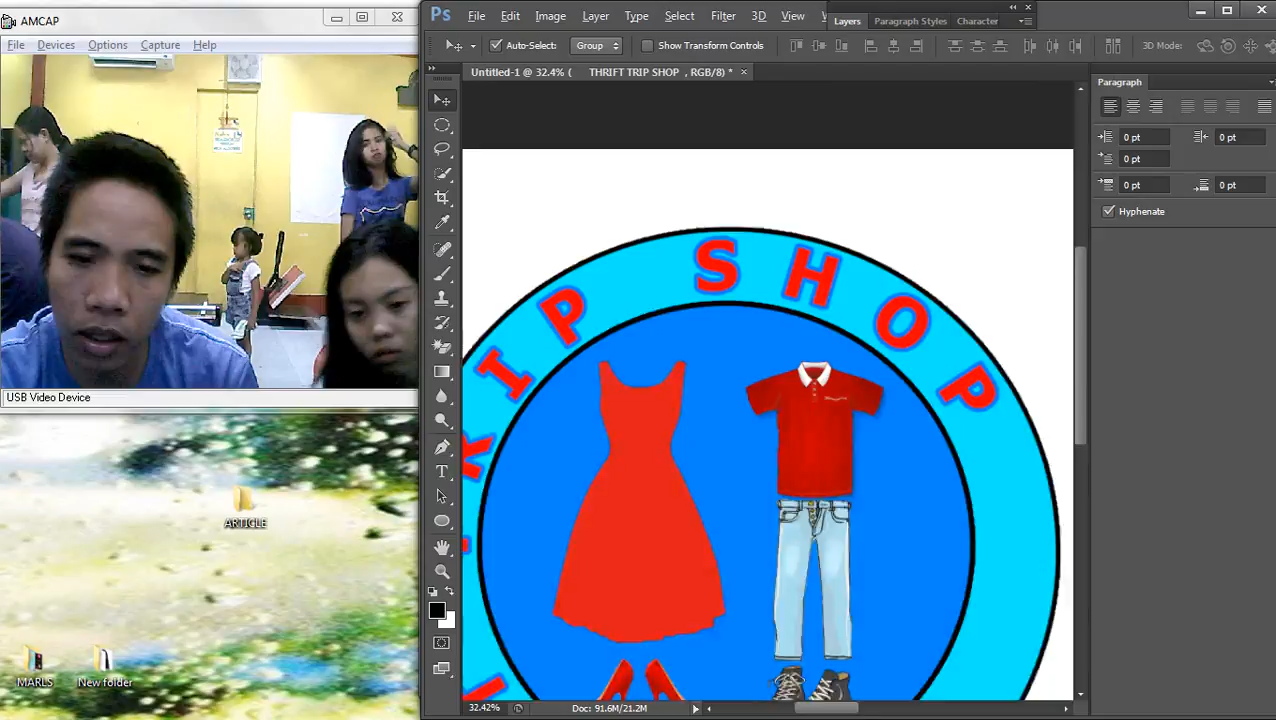 AMCAP
File Devices Options Capture Help
USB Video Device
ARTICLE
MARLS
New folder
Ps File Edit Image Layer Type Select Filter 3D View
Layers Paragraph Styles Character
Auto-Select: Group Show Transform Controls 3D Mode:
Untitled-1 @ 32.4% ( THRIFT TRIP SHOP , RGB/8) *
Paragraph
0 pt 0 pt
0 pt
0 pt 0 pt
Hyphenate
RIP SHOP
32.42% Doc: 91.6M/21.2M